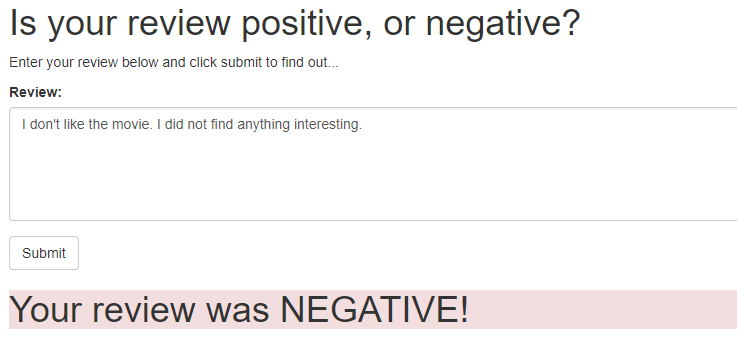 Is your review positive, or negative?
Enter your review below and click submit to find out...
Review:
I don't like the movie. I did not find anything interesting.
Submit
Your review was NEGATIVE!